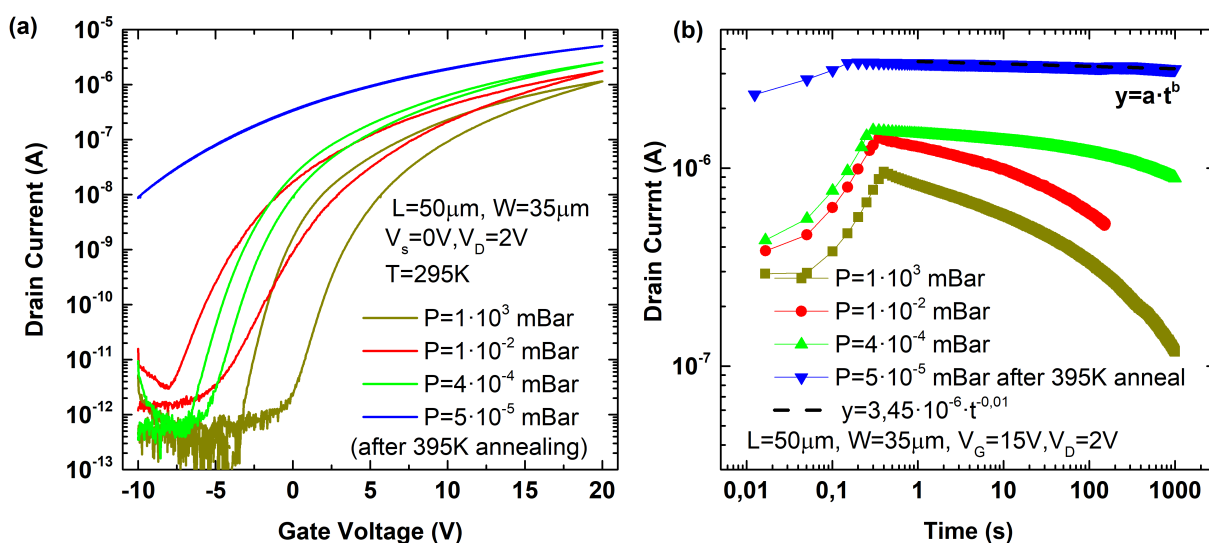 (a)
Drain Current (A)
10⁻⁵
10⁻⁶
10⁻⁷
10⁻⁸
10⁻⁹
10⁻¹⁰
10⁻¹¹
10⁻¹²
10⁻¹³
L=50μm, W=35μm
Vₛ=0V,V_D=2V
T=295K
P=1·10³ mBar
P=1·10⁻² mBar
P=4·10⁻⁴ mBar
P=5·10⁻⁵ mBar
(after 395K annealing)
-10 -5 0 5 10 15 20
Gate Voltage (V)
(b)
Drain Currnt (A)
10⁻⁶
10⁻⁷
y=a·tᵇ
P=1·10³ mBar
P=1·10⁻² mBar
P=4·10⁻⁴ mBar
P=5·10⁻⁵ mBar after 395K anneal
y=3,45·10⁻⁶·t⁻⁰,⁰¹
L=50μm, W=35μm, V_G=15V,V_D=2V
0,01 0,1 1 10 100 1000
Time (s)